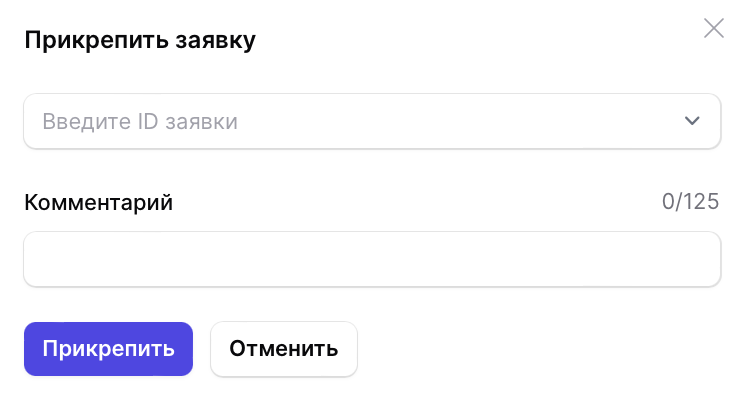 Прикрепить заявку
Введите ID заявки
Комментарий 0/125
Прикрепить Отменить